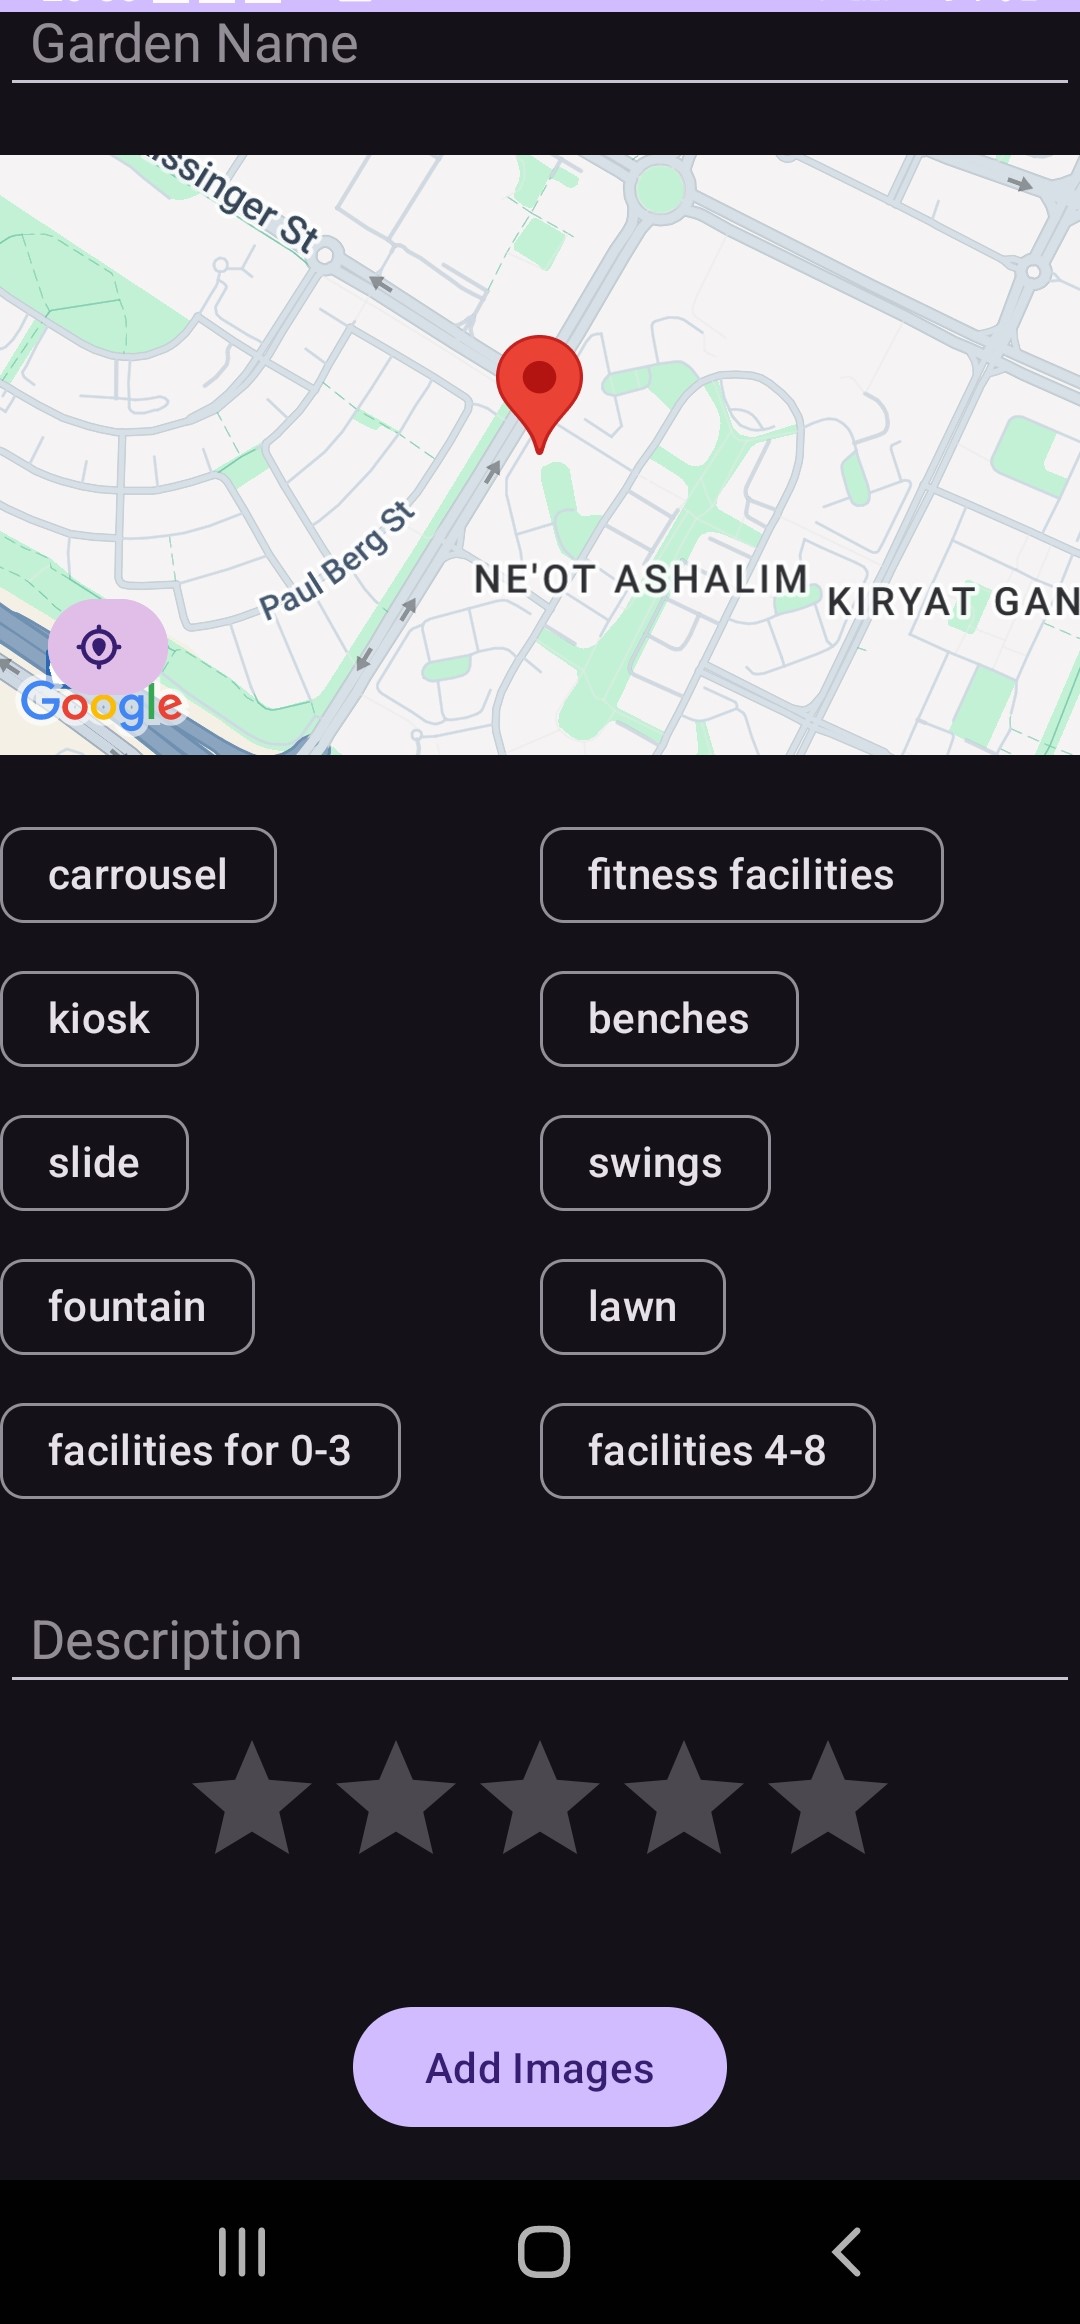 Garden Name
ssinger St
Paul Berg St
NE'OT ASHALIM
KIRYAT GAN
Google
carrousel
fitness facilities
kiosk
benches
slide
swings
fountain
lawn
facilities for 0-3
facilities 4-8
Description
Add Images